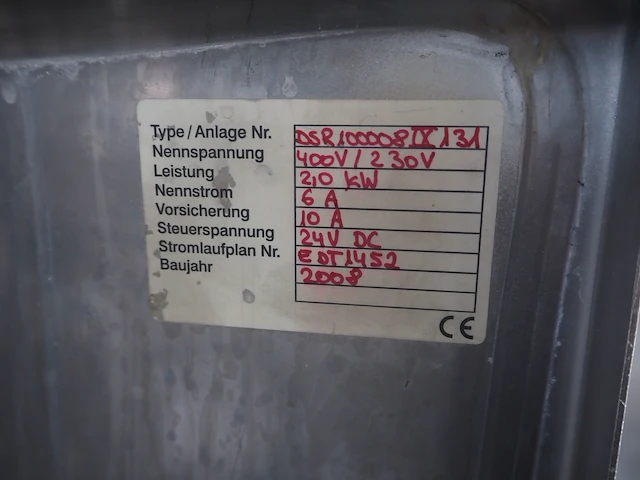 Type / Anlage Nr. DSR100008IX131
Nennspannung 400V / 230V
Leistung 2,0 kW
Nennstrom 6 A
Vorsicherung 10 A
Steuerspannung 24V DC
Stromlaufplan Nr. EDT1452
Baujahr 2008
CE